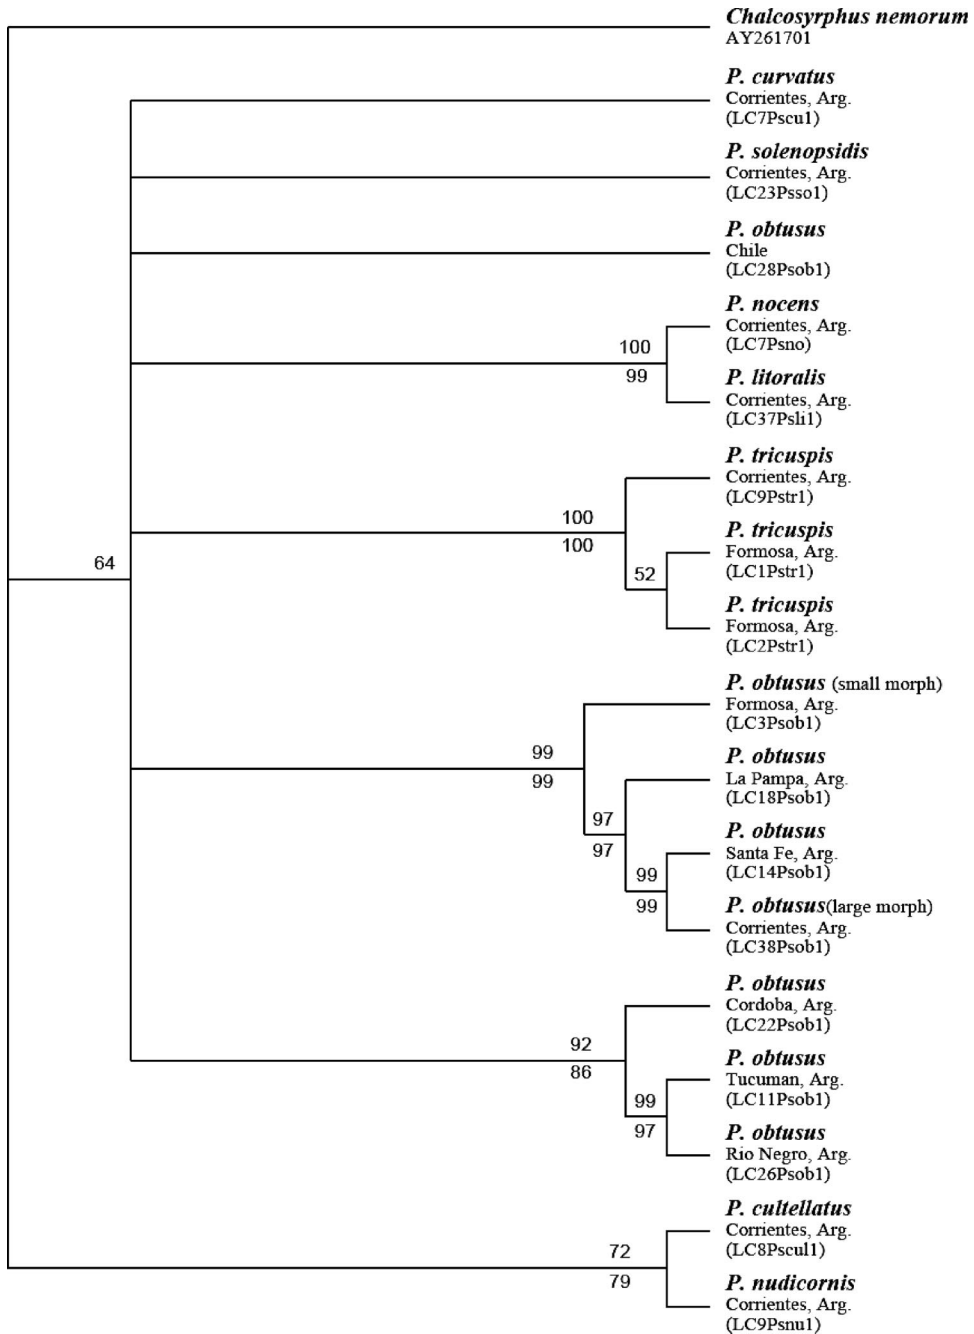 Chalcosyrphus nemorum
AY261701
P. curvatus
Corrientes, Arg.
(LC7Pscu1)
P. solenopsidis
Corrientes, Arg.
(LC23Psso1)
P. obtusus
Chile
(LC28Psob1)
P. nocens
Corrientes, Arg.
(LC7Psno)
100
99
P. litoralis
Corrientes, Arg.
(LC37Psli1)
P. tricuspis
Corrientes, Arg.
(LC9Pstr1)
100
100
P. tricuspis
Formosa, Arg.
(LC1Pstr1)
64
52
P. tricuspis
Formosa, Arg.
(LC2Pstr1)
P. obtusus (small morph)
Formosa, Arg.
(LC3Psob1)
99
99
P. obtusus
La Pampa, Arg.
(LC18Psob1)
97
97
P. obtusus
Santa Fe, Arg.
(LC14Psob1)
99
99
P. obtusus(large morph)
Corrientes, Arg.
(LC38Psob1)
P. obtusus
Cordoba, Arg.
(LC22Psob1)
92
86
P. obtusus
Tucuman, Arg.
(LC11Psob1)
99
97
P. obtusus
Rio Negro, Arg.
(LC26Psob1)
P. cultellatus
Corrientes, Arg.
(LC8Pscul1)
72
79
P. nudicornis
Corrientes, Arg.
(LC9Psnu1)